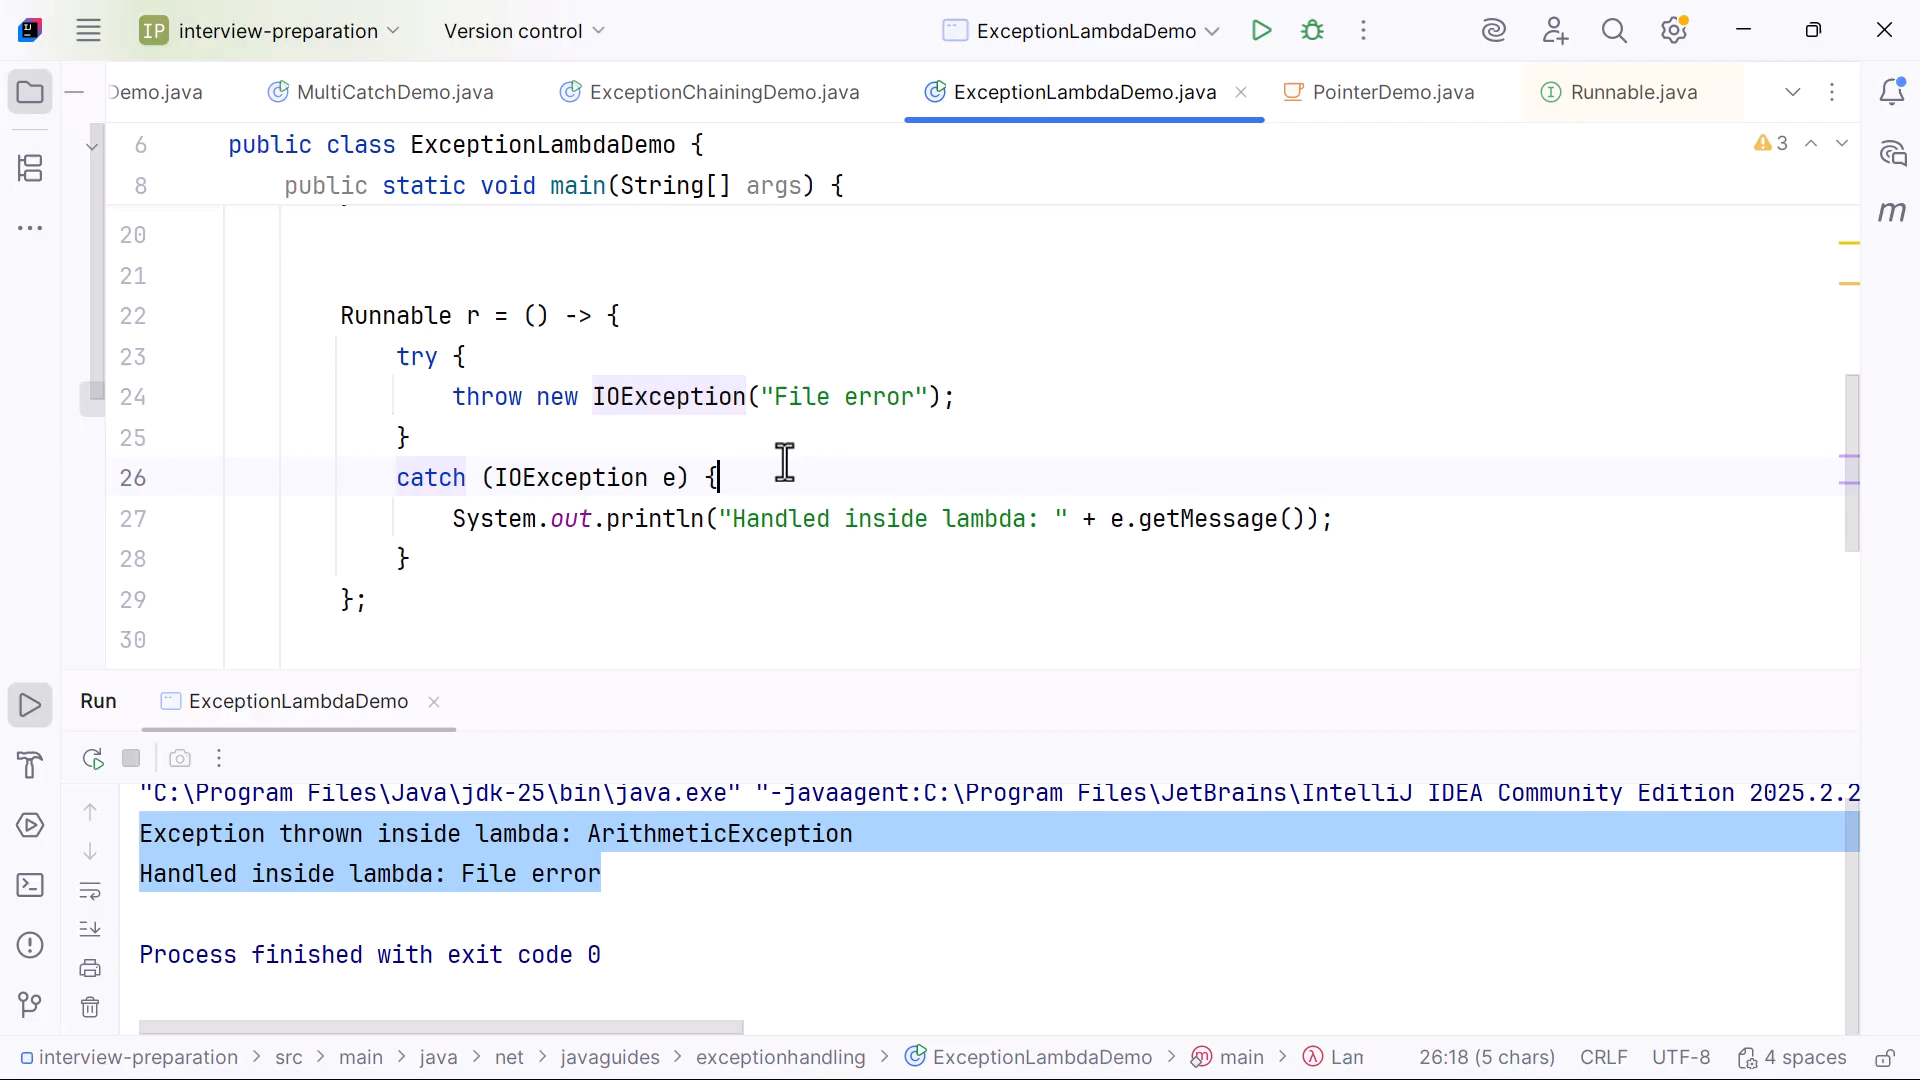 IP interview-preparation Version control ExceptionLambdaDemo
Demo.java MultiCatchDemo.java ExceptionChainingDemo.java ExceptionLambdaDemo.java PointerDemo.java Runnable.java
6 public class ExceptionLambdaDemo { 3
8 public static void main(String[] args) {
20
21
22 Runnable r = () -> {
23 try {
24 throw new IOException("File error");
25 }
26 catch (IOException e) {
27 System.out.println("Handled inside lambda: " + e.getMessage());
28 }
29 };
30
Run ExceptionLambdaDemo
"C:\Program Files\Java\jdk-25\bin\java.exe" "-javaagent:C:\Program Files\JetBrains\IntelliJ IDEA Community Edition 2025.2.2
Exception thrown inside lambda: ArithmeticException
Handled inside lambda: File error
Process finished with exit code 0
interview-preparation > src > main > java > net > javaguides > exceptionhandling > ExceptionLambdaDemo > main > Lam 26:18 (5 chars) CRLF UTF-8 4 spaces